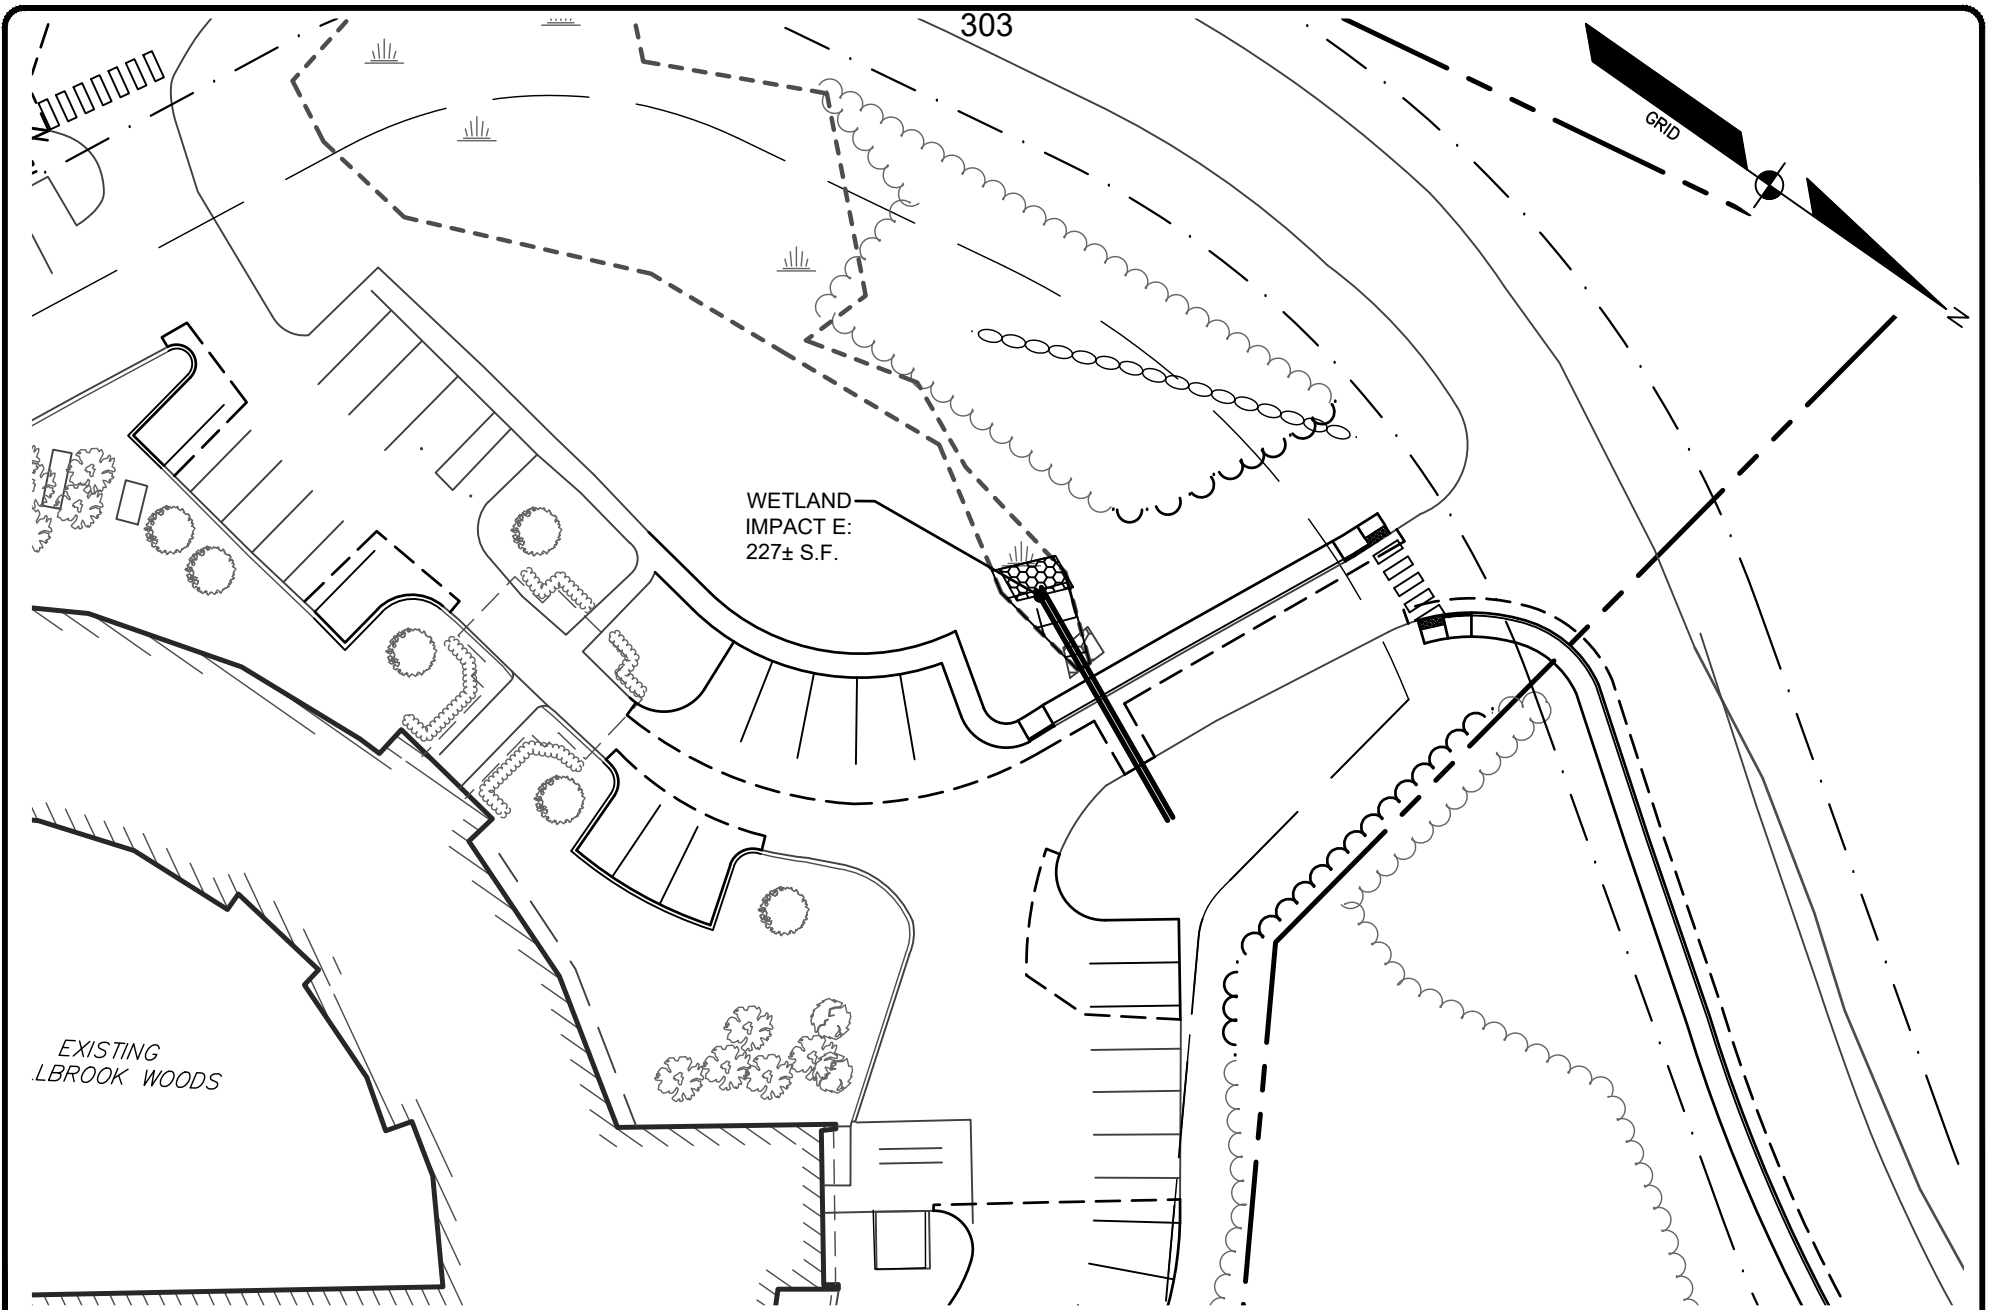 303
GRID
N
WETLAND
IMPACT E:
227± S.F.
EXISTING
LBROOK WOODS